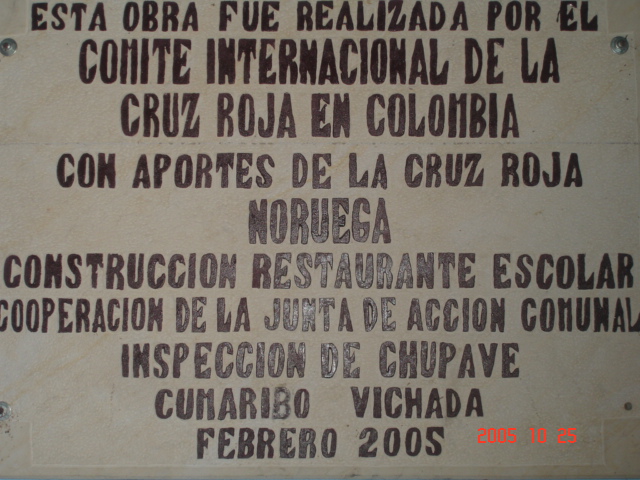 ESTA OBRA FUE REALIZADA POR EL
COMITE INTERNACIONAL DE LA
CRUZ ROJA EN COLOMBIA
CON APORTES DE LA CRUZ ROJA
NORUEGA
CONSTRUCCION RESTAURANTE ESCOLAR
COOPERACION DE LA JUNTA DE ACCION COMUNAL
INSPECCION DE CHUPAVE
CUMARIBO VICHADA
FEBRERO 2005
2005 10 25